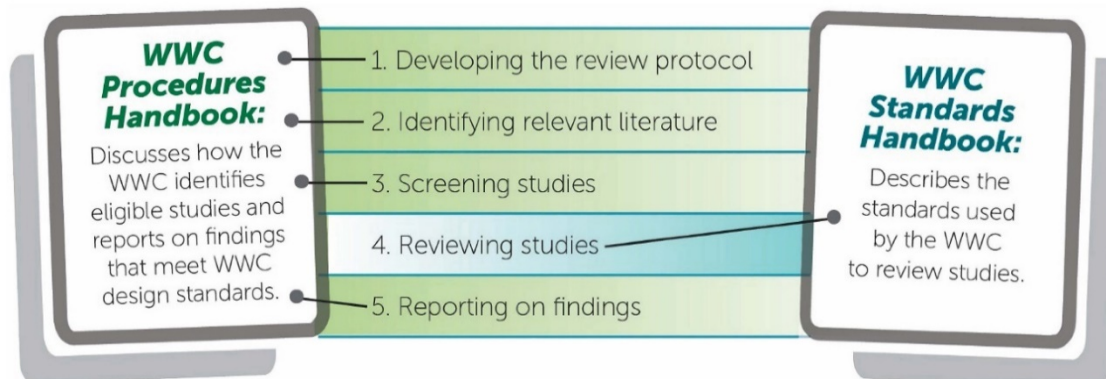 WWC
Procedures
Handbook:
Discusses how the
WWC identifies
eligible studies and
reports on findings
that meet WWC
design standards.
1. Developing the review protocol
2. Identifying relevant literature
3. Screening studies
4. Reviewing studies
5. Reporting on findings
WWC
Standards
Handbook:
Describes the
standards used
by the WWC
to review studies.